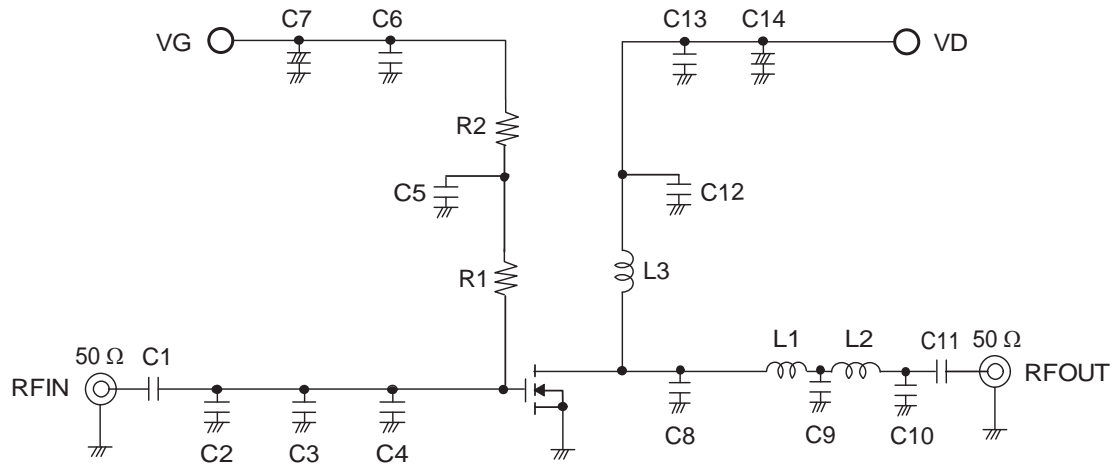 C7 C6 C13 C14
VG VD
R2
C5 C12
R1 L3
50 Ω C1 L1 L2 C11 50 Ω
RFIN RFOUT
C2 C3 C4 C8 C9 C10